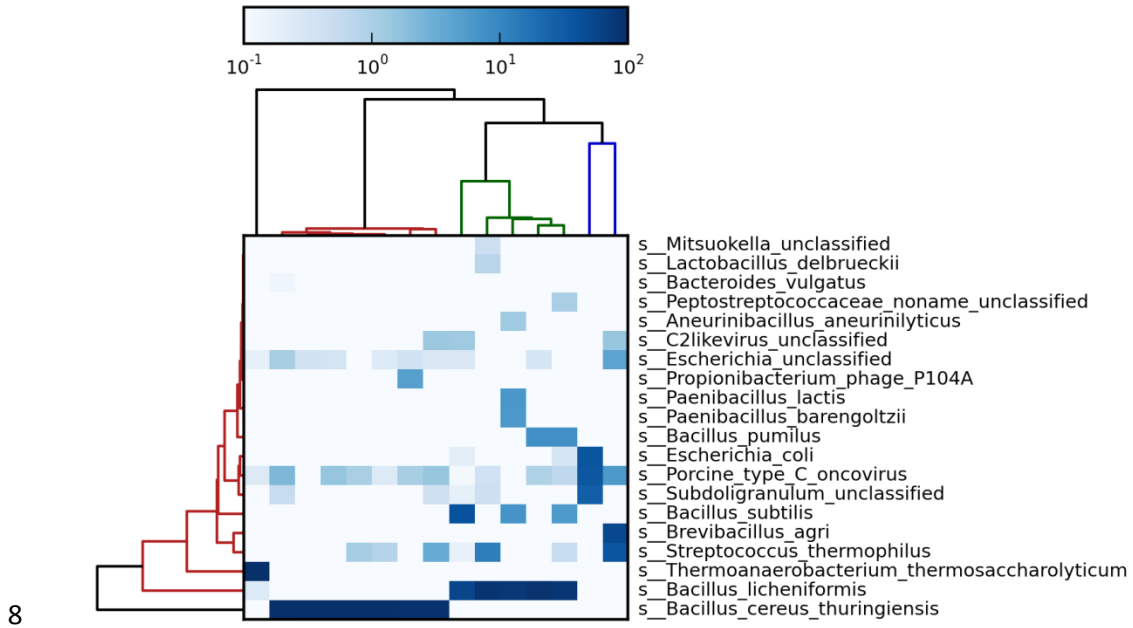 10^-1 10^0 10^1 10^2
s__Mitsuokella_unclassified
s__Lactobacillus_delbrueckii
s__Bacteroides_vulgatus
s__Peptostreptococcaceae_noname_unclassified
s__Aneurinibacillus_aneurinilyticus
s__C2likevirus_unclassified
s__Escherichia_unclassified
s__Propionibacterium_phage_P104A
s__Paenibacillus_lactis
s__Paenibacillus_barengoltzii
s__Bacillus_pumilus
s__Escherichia_coli
s__Porcine_type_C_oncovirus
s__Subdoligranulum_unclassified
s__Bacillus_subtilis
s__Brevibacillus_agri
s__Streptococcus_thermophilus
s__Thermoanaerobacterium_thermosaccharolyticum
s__Bacillus_licheniformis
s__Bacillus_cereus_thuringiensis
8